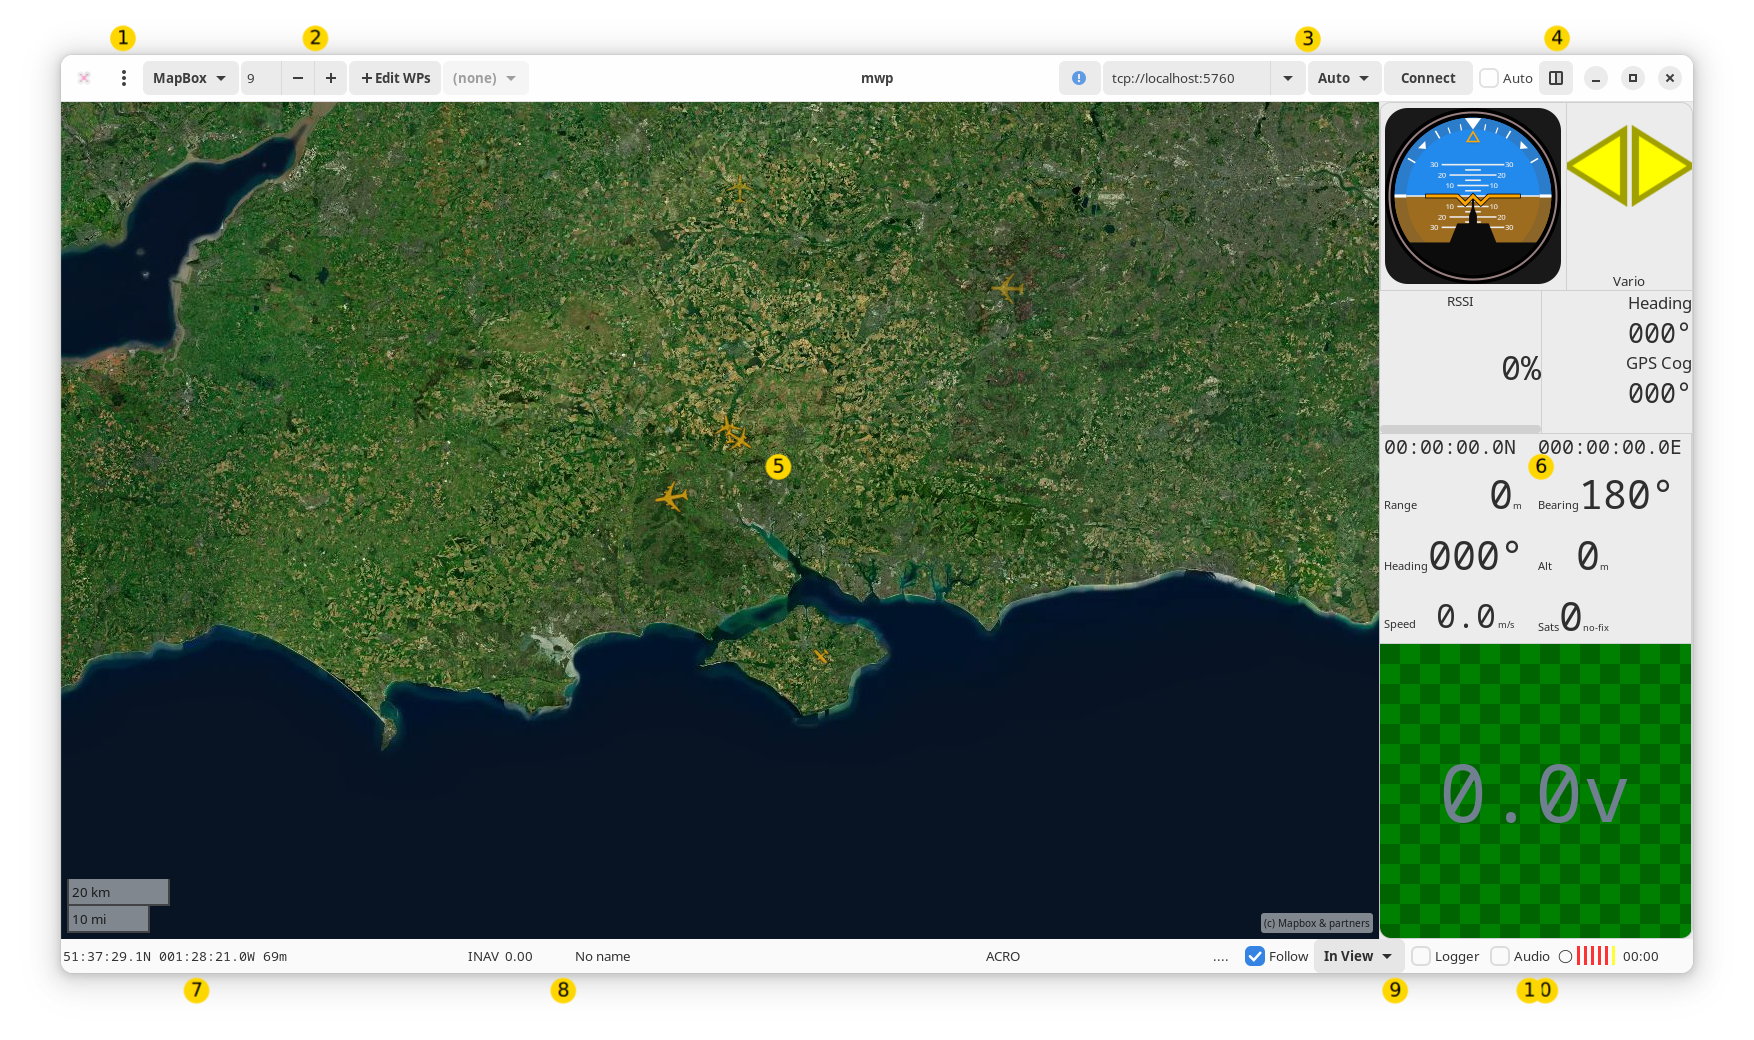 1 2 3 4
MapBox 9 − + +Edit WPs (none) mwp tcp://localhost:5760 Auto Connect Auto
30 30
20 20
10 10
10 10
20 20
30 30
Vario
RSSI
0%
Heading
000°
GPS Cog
000°
00:00:00.0N 000:00:00.0E
5 6
Range 0 m Bearing 180°
Heading 000° Alt 0 m
Speed 0.0 m/s Sats 0 no-fix
0.0v
20 km
10 mi
(c) Mapbox & partners
51:37:29.1N 001:28:21.0W 69m INAV 0.00 No name ACRO .... Follow In View Logger Audio 00:00
7 8 9 10